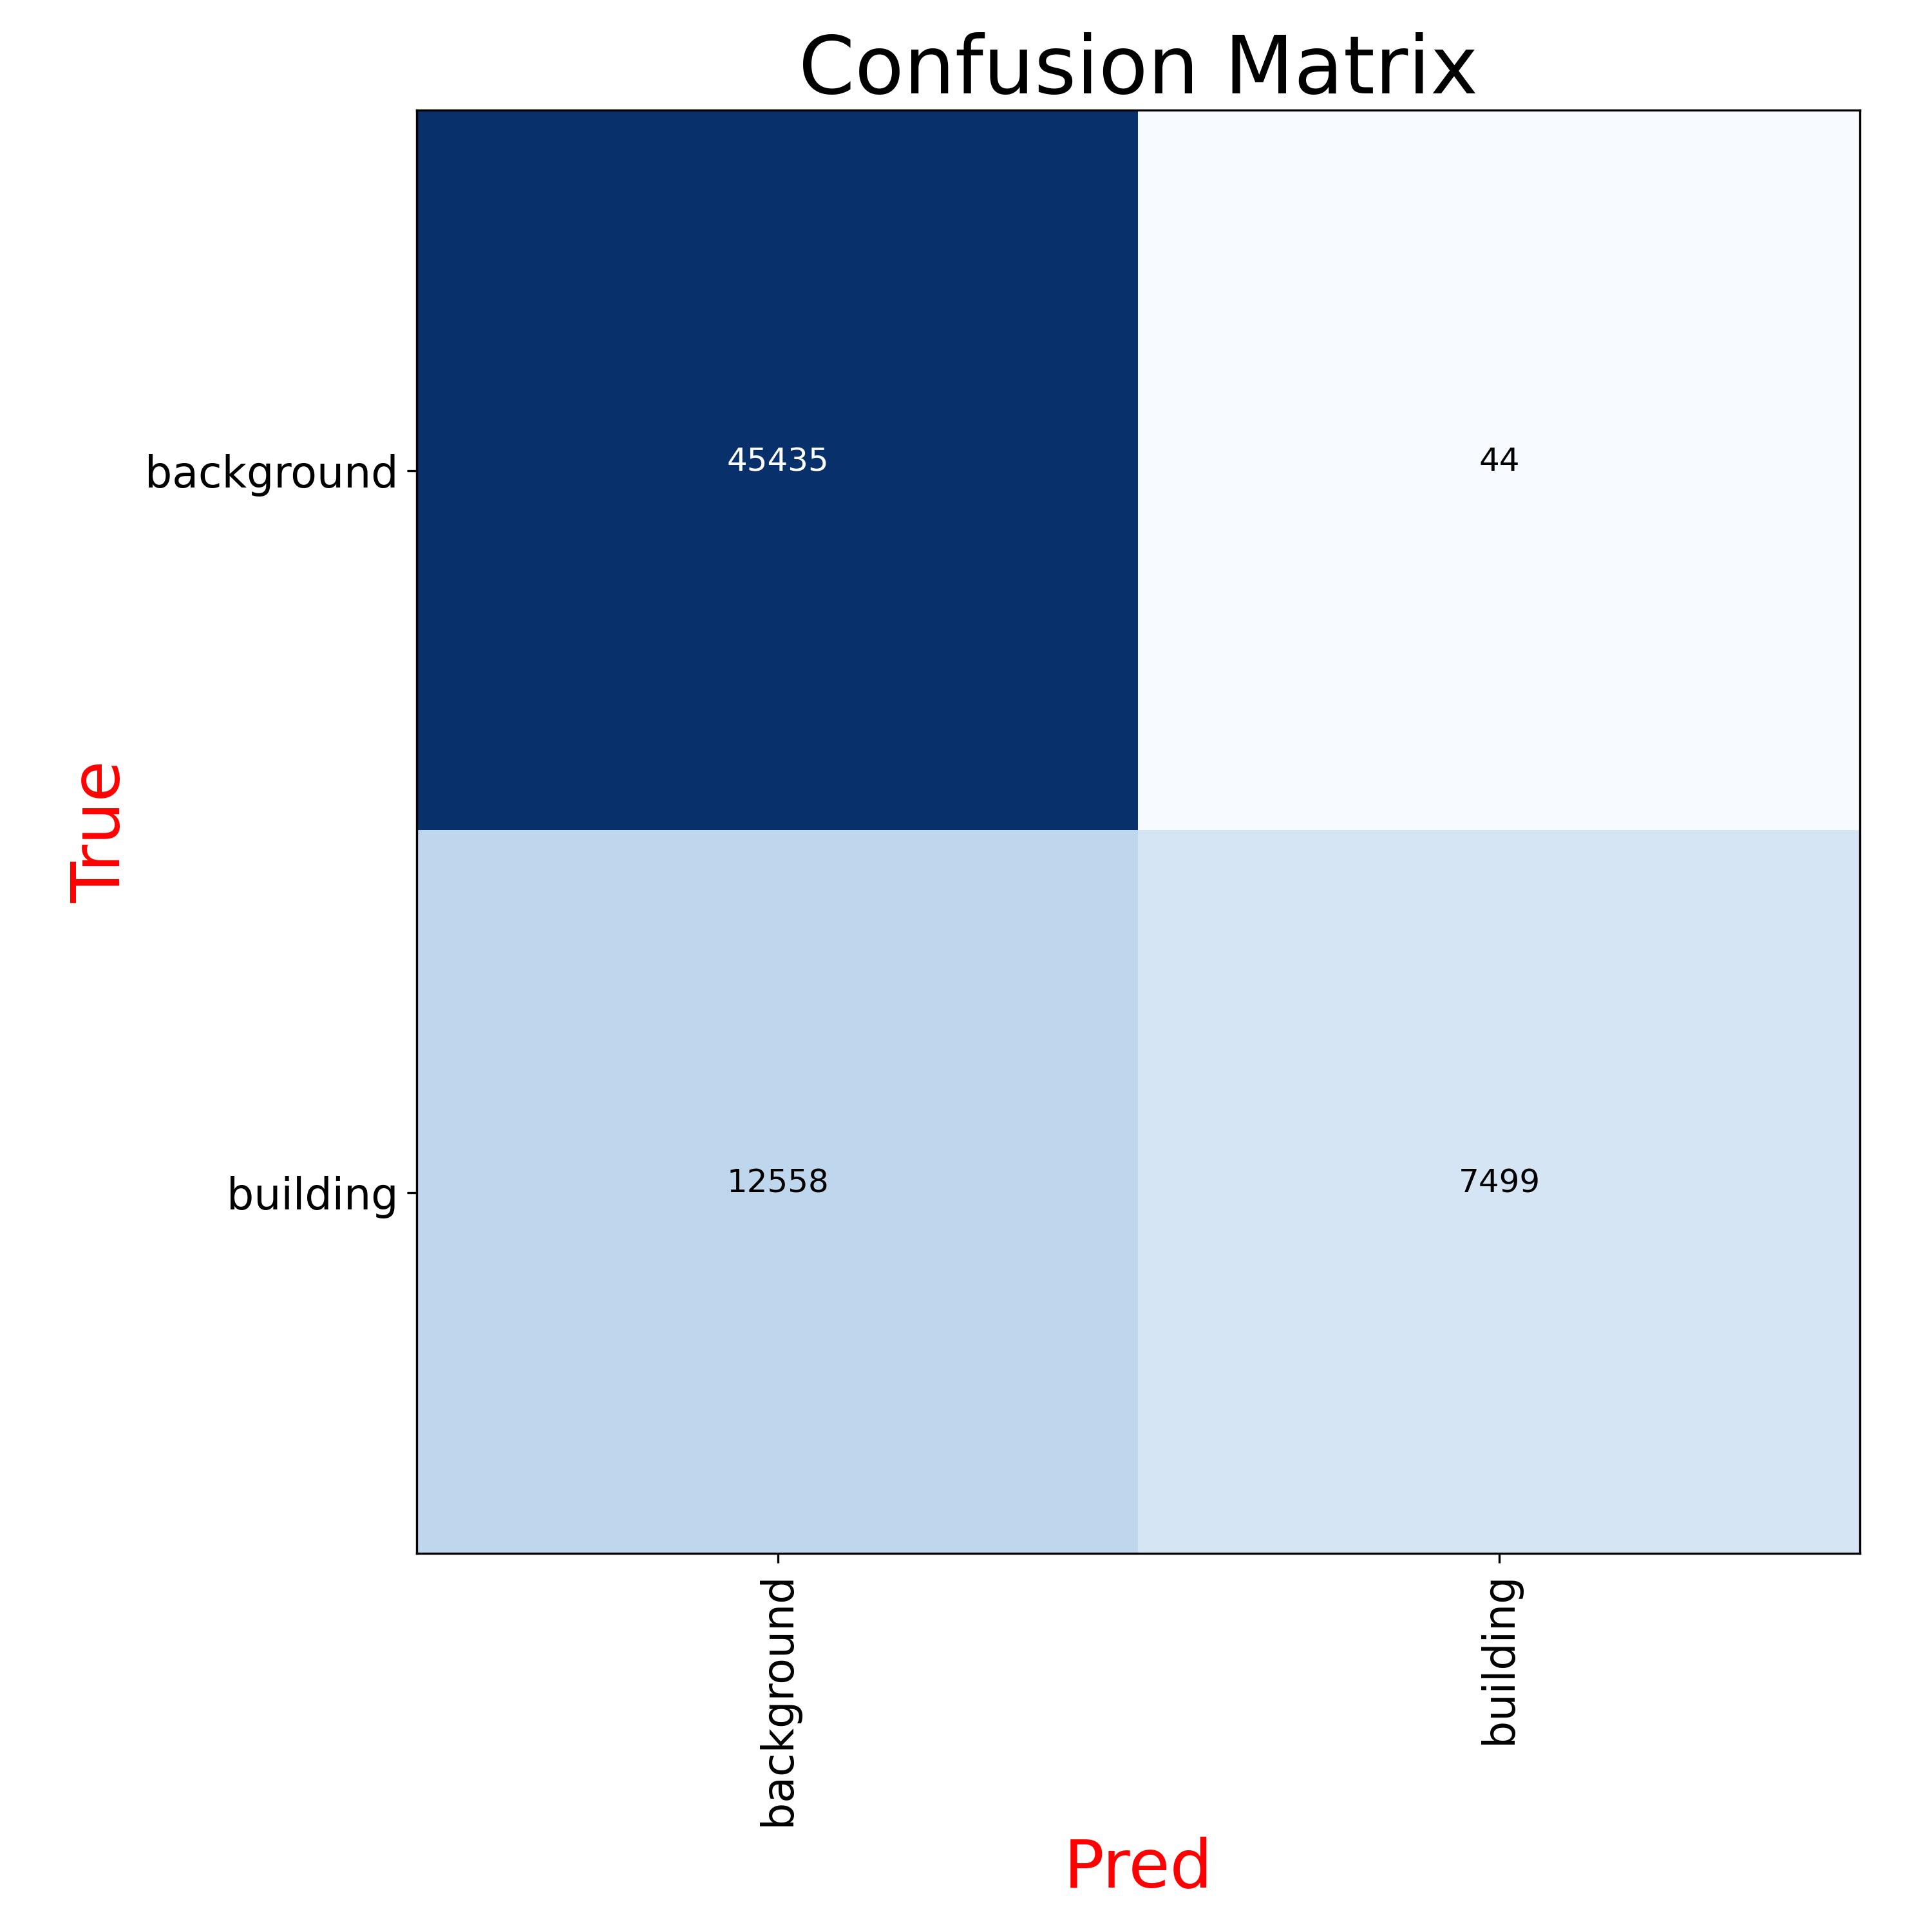 Confusion Matrix
background
45435
44
True
building
12558
7499
background
building
Pred